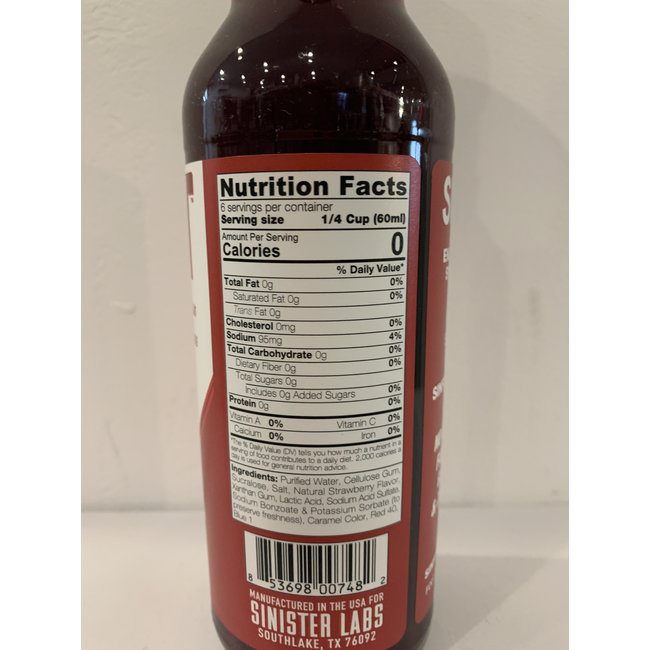 Nutrition Facts
6 servings per container
Serving size 1/4 Cup (60ml)
Amount Per Serving
Calories 0
% Daily Value*
Total Fat 0g 0%
Saturated Fat 0g 0%
Trans Fat 0g
Cholesterol 0mg 0%
Sodium 95mg 4%
Total Carbohydrate 0g 0%
Dietary Fiber 0g 0%
Total Sugars 0g
Includes 0g Added Sugars 0%
Protein 0g 0%
Vitamin A 0% Vitamin C 0%
Calcium 0% Iron 0%
*The % Daily Value (DV) tells you how much a nutrient in a
serving of food contributes to a daily diet. 2,000 calories a
day is used for general nutrition advice.
Ingredients: Purified Water, Cellulose Gum,
Sucralose, Salt, Natural Strawberry Flavor,
Xanthan Gum, Lactic Acid, Sodium Acid Sulfate,
Sodium Bonzoate & Potassium Sorbate (to
preserve freshness), Caramel Color, Red 40,
Blue 1
8 53698 00748 2
MANUFACTURED IN THE USA FOR
SINISTER LABS
SOUTHLAKE, TX 76092